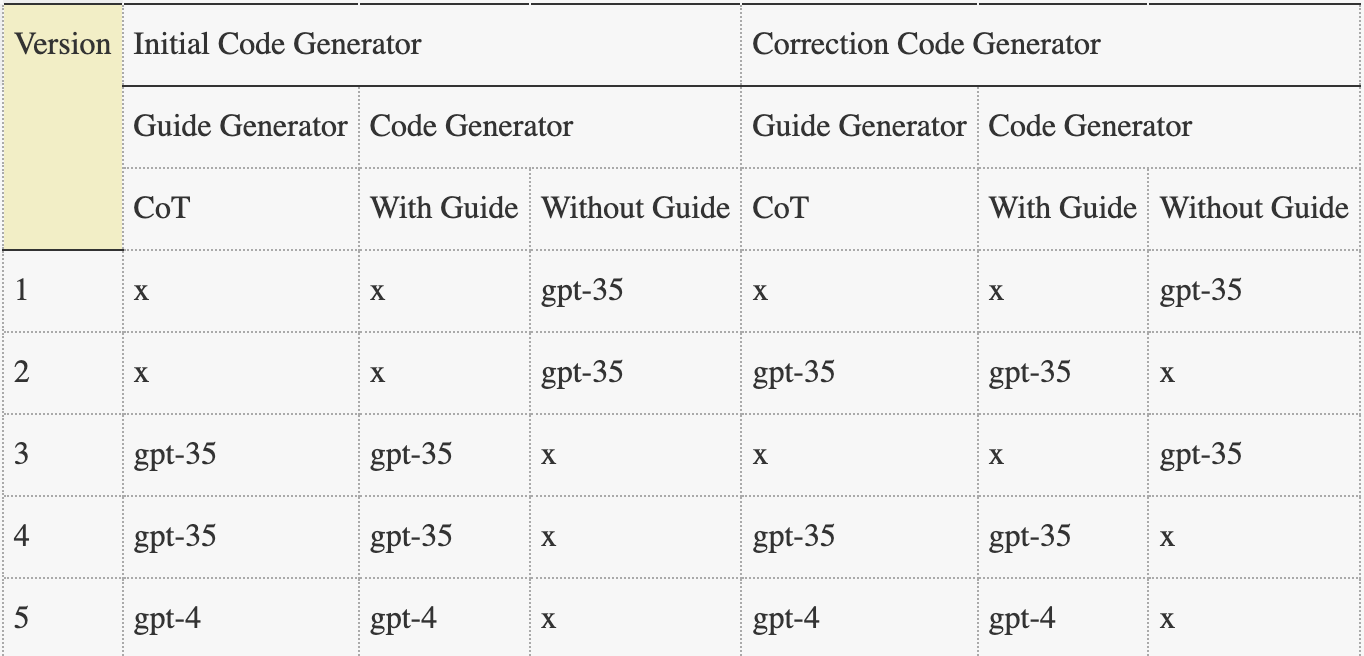 Version Initial Code Generator Correction Code Generator
Guide Generator Code Generator Guide Generator Code Generator
CoT With Guide Without Guide CoT With Guide Without Guide
1 x x gpt-35 x x gpt-35
2 x x gpt-35 gpt-35 gpt-35 x
3 gpt-35 gpt-35 x x x gpt-35
4 gpt-35 gpt-35 x gpt-35 gpt-35 x
5 gpt-4 gpt-4 x gpt-4 gpt-4 x